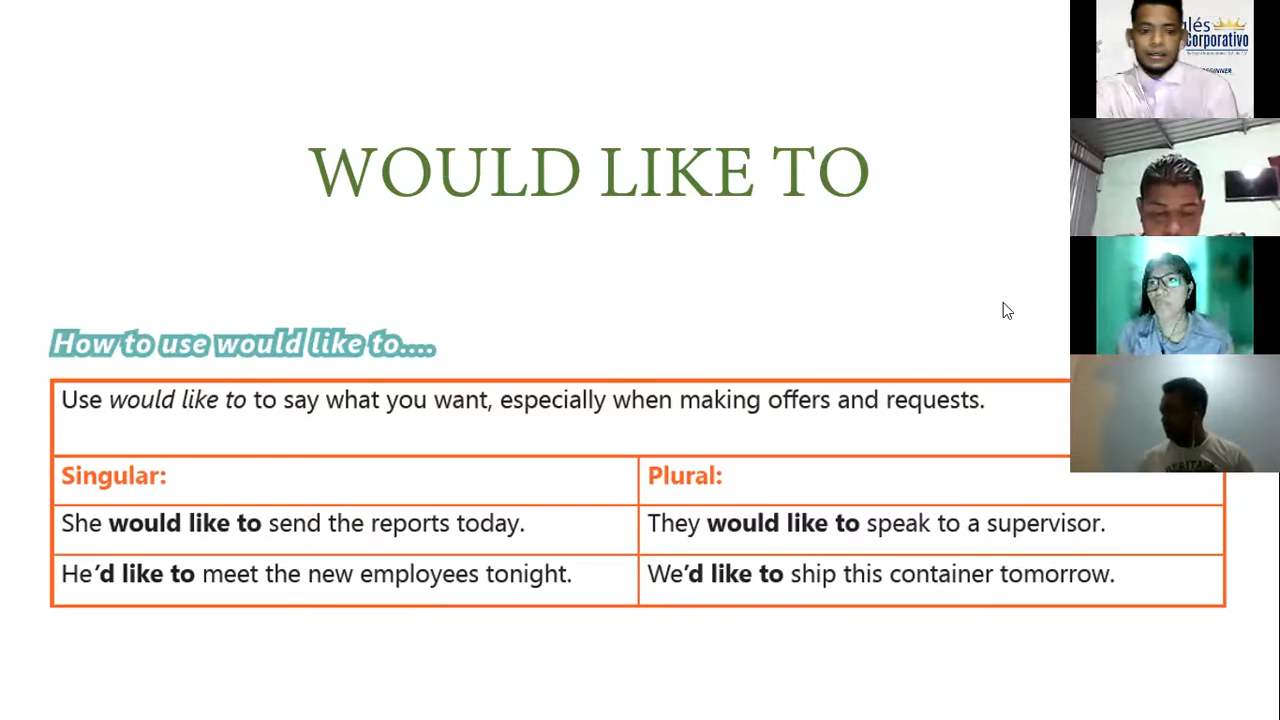 WOULD LIKE TO
How to use would like to....
Use would like to to say what you want, especially when making offers and requests.
Singular:
Plural:
She would like to send the reports today.
They would like to speak to a supervisor.
He'd like to meet the new employees tonight.
We'd like to ship this container tomorrow.
Corporativo